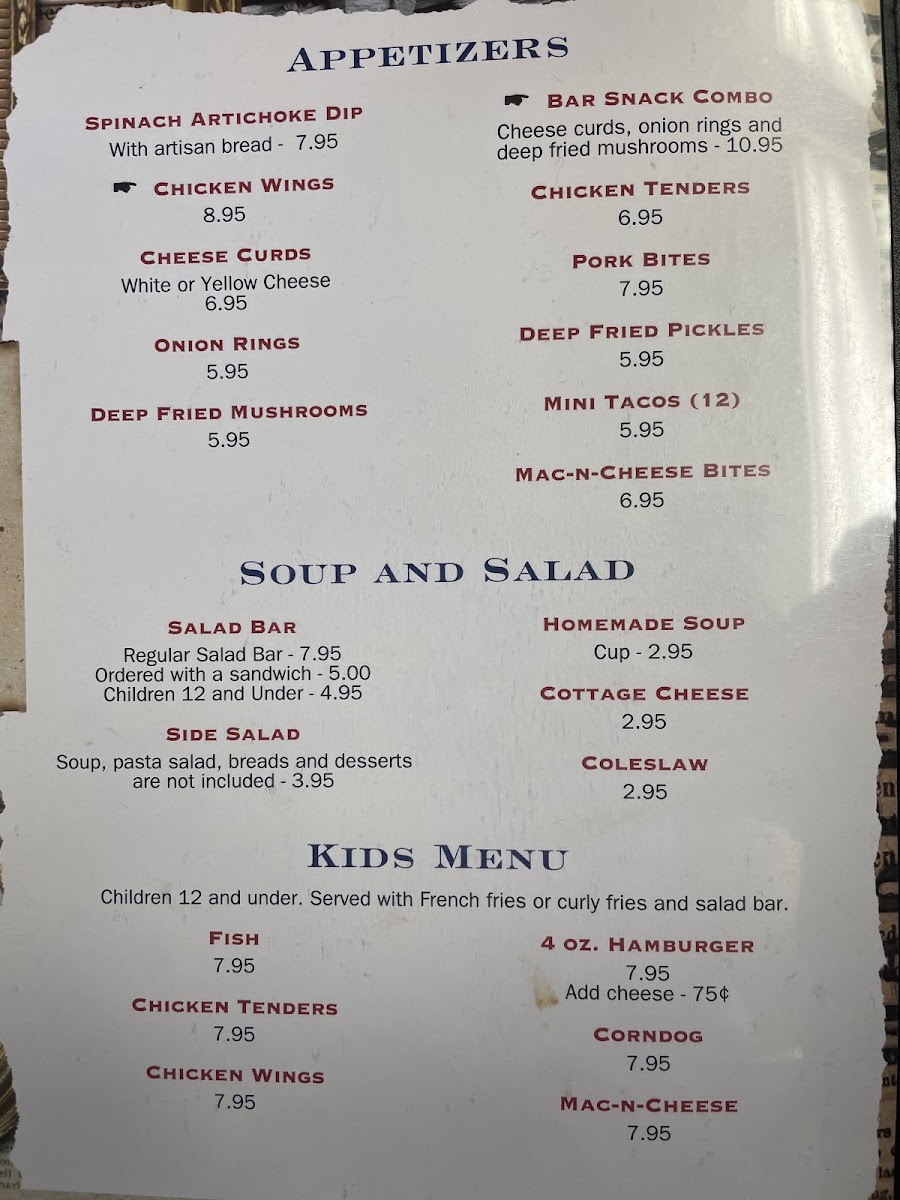 APPETIZERS
SPINACH ARTICHOKE DIP
With artisan bread - 7.95
CHICKEN WINGS
8.95
CHEESE CURDS
White or Yellow Cheese
6.95
ONION RINGS
5.95
DEEP FRIED MUSHROOMS
5.95
BAR SNACK COMBO
Cheese curds, onion rings and
deep fried mushrooms - 10.95
CHICKEN TENDERS
6.95
PORK BITES
7.95
DEEP FRIED PICKLES
5.95
MINI TACOS (12)
5.95
MAC-N-CHEESE BITES
6.95
SOUP AND SALAD
SALAD BAR
Regular Salad Bar - 7.95
Ordered with a sandwich - 5.00
Children 12 and Under - 4.95
SIDE SALAD
Soup, pasta salad, breads and desserts
are not included - 3.95
HOMEMADE SOUP
Cup - 2.95
COTTAGE CHEESE
2.95
COLESLAW
2.95
KIDS MENU
Children 12 and under. Served with French fries or curly fries and salad bar.
FISH
7.95
CHICKEN TENDERS
7.95
CHICKEN WINGS
7.95
4 OZ. HAMBURGER
7.95
Add cheese - 75¢
CORNDOG
7.95
MAC-N-CHEESE
7.95